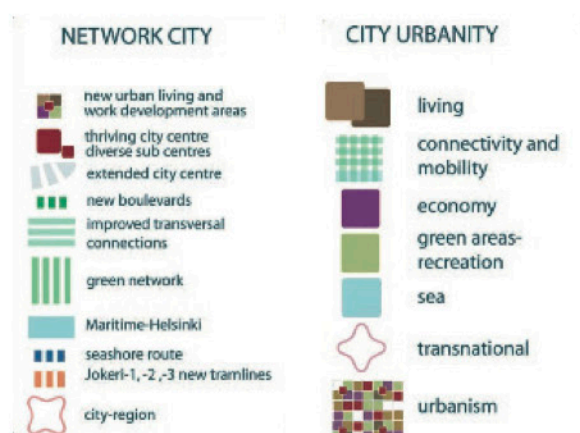 NETWORK CITY
new urban living and
work development areas
thriving city centre
diverse sub centres
extended city centre
new boulevards
improved transversal
connections
green network
Maritime-Helsinki
seashore route
Jokeri-1, -2 ,-3 new tramlines
city-region
CITY URBANITY
living
connectivity and
mobility
economy
green areas-
recreation
sea
transnational
urbanism